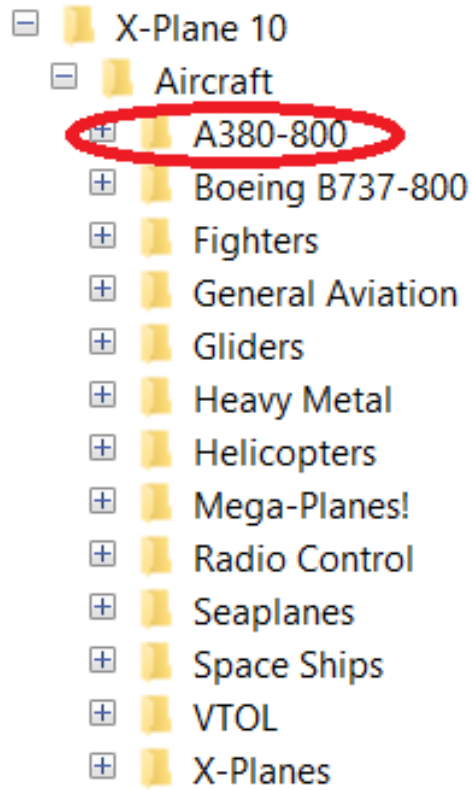 X-Plane 10
Aircraft
A380-800
Boeing B737-800
Fighters
General Aviation
Gliders
Heavy Metal
Helicopters
Mega-Planes!
Radio Control
Seaplanes
Space Ships
VTOL
X-Planes